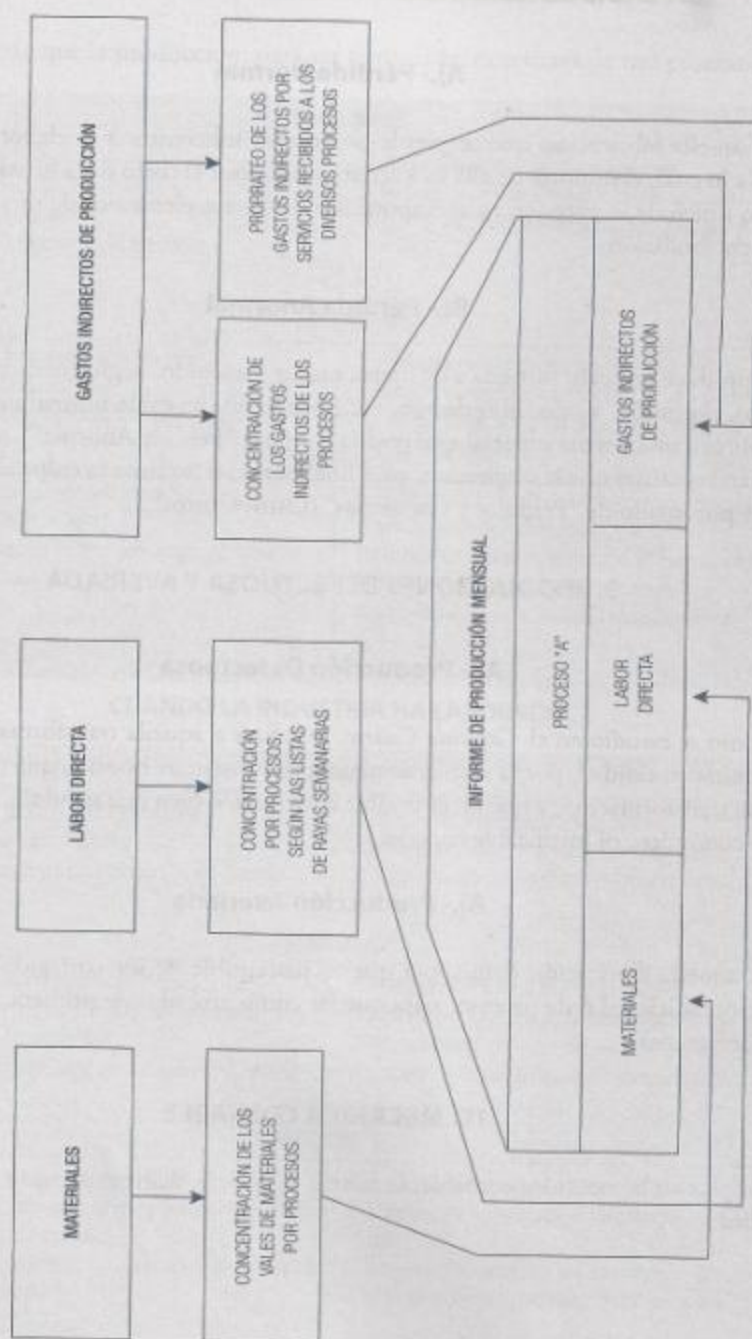 MATERIALES
LABOR DIRECTA
GASTOS INDIRECTOS DE PRODUCCIÓN
CONCENTRACIÓN DE LOS
VALES DE MATERIALES
POR PROCESOS
CONCENTRACIÓN
POR PROCESOS,
SEGÚN LAS LISTAS
DE RAYAS SEMANARIAS
CONCENTRACIÓN DE
LOS GASTOS
INDIRECTOS DE LOS
PROCESOS
PROPRATEO DE LOS
GASTOS INDIRECTOS POR
SERVICIOS RECIBIDOS A LOS
DIVERSOS PROCESOS
INFORME DE PRODUCCIÓN MENSUAL
PROCESO "A"
MATERIALES
LABOR
DIRECTA
GASTOS INDIRECTOS
DE PRODUCCIÓN